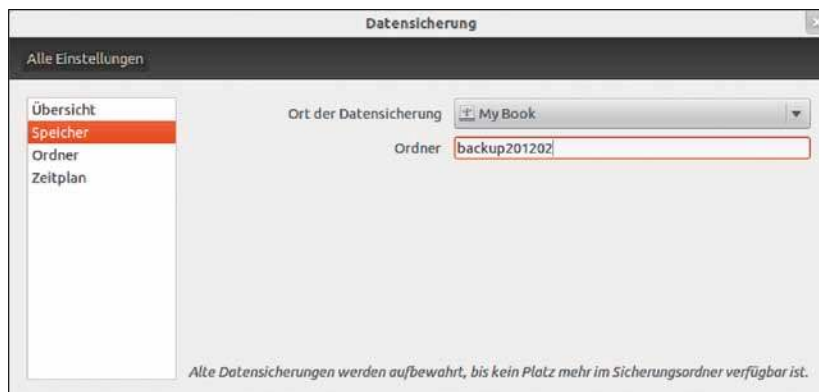 Datensicherung
Alle Einstellungen
Übersicht
Speicher
Ordner
Zeitplan
Ort der Datensicherung My Book
Ordner backup201202
Alte Datensicherungen werden aufbewahrt, bis kein Platz mehr im Sicherungsordner verfügbar ist.